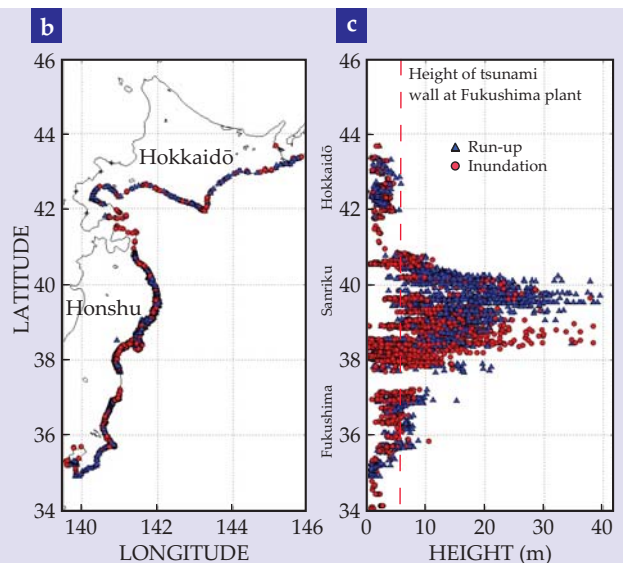 b
46
44
42
40
38
36
34
LATITUDE
Hokkaidō
Honshu
140
142
144
146
LONGITUDE
c
46
44
42
40
38
36
34
Hokkaidō
Sanriku
Fukushima
Height of tsunami
wall at Fukushima plant
Run-up
Inundation
0
10
20
30
40
HEIGHT (m)